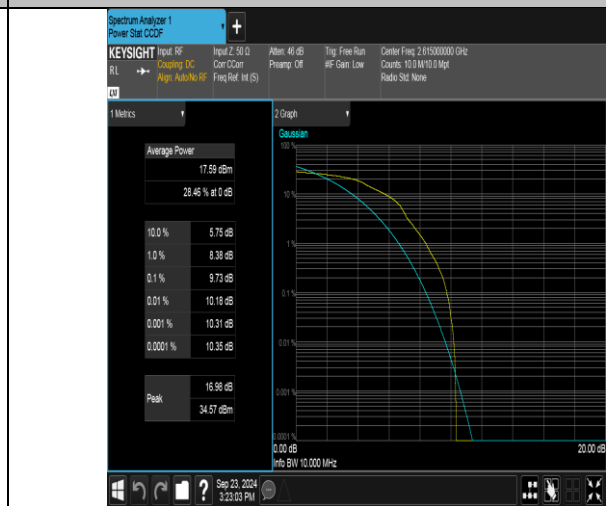 Spectrum Analyzer 1
Power Stat CCDF
+
KEYSIGHT Input: RF Input Z: 50 Ω Atten: 46 dB Trig: Free Run Center Freq: 2.615000000 GHz
RL Coupling: DC Corr CCorr Preamp: Off #IF Gain: Low Counts: 10.0 M/10.0 Mpt
Align: Auto/No RF Freq Ref: Int (S) Radio Std: None
LXI
1 Metrics
2 Graph
Gaussian
Average Power
17.59 dBm
28.46 % at 0 dB
10.0 % 5.75 dB
1.0 % 8.38 dB
0.1 % 9.73 dB
0.01 % 10.18 dB
0.001 % 10.31 dB
0.0001 % 10.35 dB
Peak 16.98 dB
34.57 dBm
100 %
10 %
1 %
0.1 %
0.01 %
0.001 %
0.0001 %
0.00 dB 20.00 dB
Info BW 10.000 MHz
?
Sep 23, 2024
3:23:03 PM